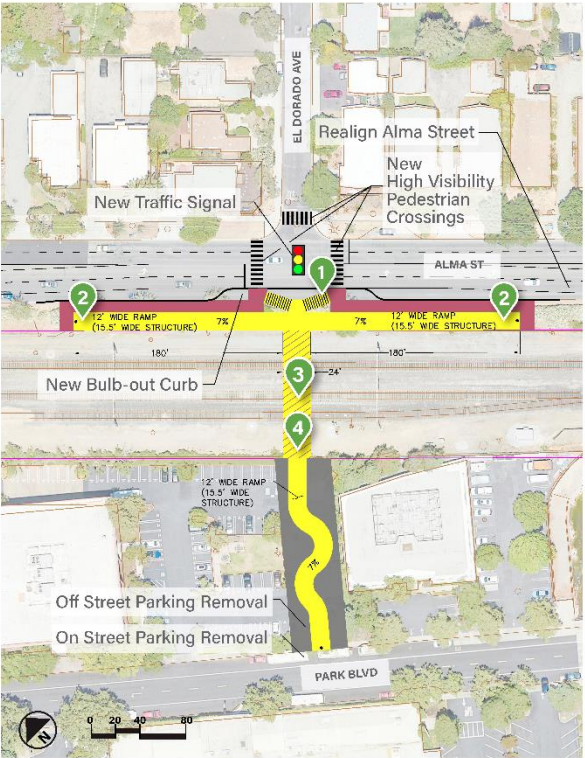 EL DORADO AVE
Realign Alma Street
New
High Visibility
Pedestrian
Crossings
New Traffic Signal
ALMA ST
1
2
2
12' WIDE RAMP
(15.5' WIDE STRUCTURE)
7%
7%
12' WIDE RAMP
(15.5' WIDE STRUCTURE)
180'
180'
New Bulb-out Curb
3
24'
4
12' WIDE RAMP
(15.5' WIDE
STRUCTURE)
7%
Off Street Parking Removal
On Street Parking Removal
PARK BLVD
N
0 20 40 80